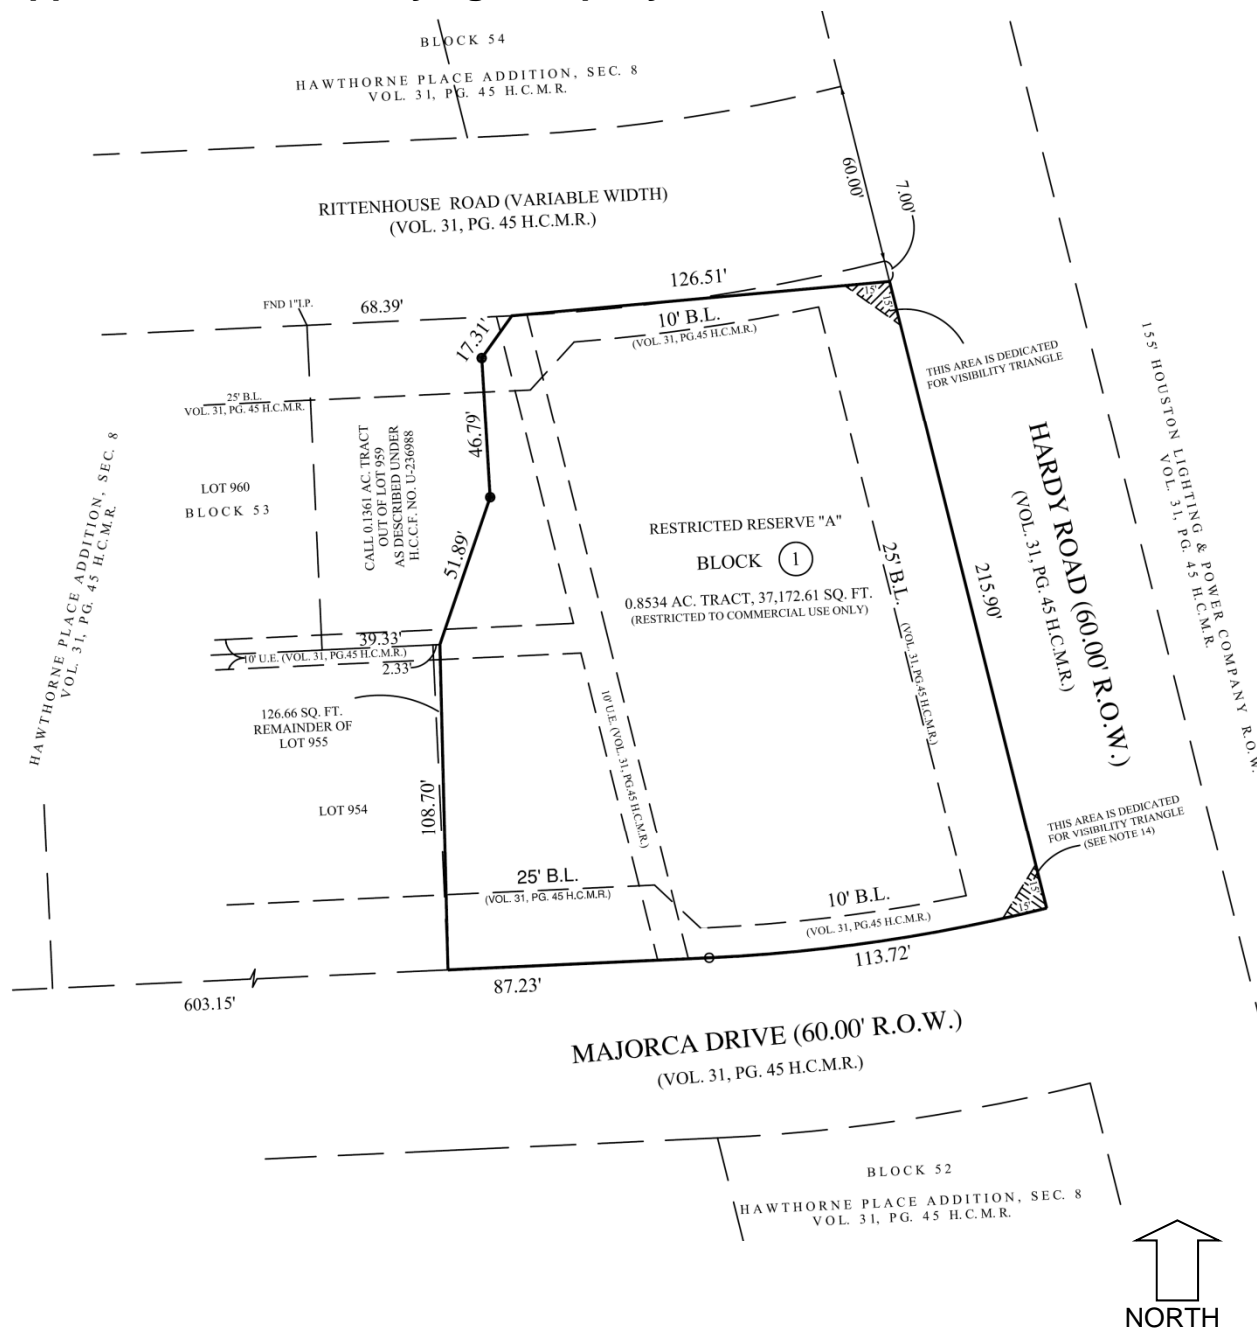 BLOCK 54
HAWTHORNE PLACE ADDITION, SEC. 8
VOL. 31, PG. 45 H.C.M.R.
RITTENHOUSE ROAD (VARIABLE WIDTH)
(VOL. 31, PG. 45 H.C.M.R.)
60.00'
7.00'
126.51'
FND 1"I.P.
68.39'
17.31'
10' B.L.
(VOL. 31, PG.45 H.C.M.R.)
15'
15'
THIS AREA IS DEDICATED
FOR VISIBILITY TRIANGLE
25' B.L.
VOL. 31, PG. 45 H.C.M.R.
46.79'
CALL 0.1361 AC. TRACT
OUT OF LOT 959
AS DESCRIBED UNDER
H.C.C.F. NO. U-236988
LOT 960
BLOCK 53
HAWTHORNE PLACE ADDITION, SEC. 8
VOL. 31, PG. 45 H.C.M.R.
51.89'
RESTRICTED RESERVE "A"
BLOCK 1
0.8534 AC. TRACT, 37,172.61 SQ. FT.
(RESTRICTED TO COMMERCIAL USE ONLY)
25' B.L.
(VOL. 31, PG.45 H.C.M.R.)
215.90'
HARDY ROAD (60.00' R.O.W.)
(VOL. 31, PG. 45 H.C.M.R.)
155' HOUSTON LIGHTING & POWER COMPANY R.O.W.
VOL. 31, PG. 45 H.C.M.R.
39.33'
10' U.E. (VOL. 31, PG.45 H.C.M.R.)
2.33'
126.66 SQ. FT.
REMAINDER OF
LOT 955
10' U.E. (VOL. 31, PG.45 H.C.M.R.)
LOT 954
108.70'
THIS AREA IS DEDICATED
FOR VISIBILITY TRIANGLE
(SEE NOTE 14)
25' B.L.
(VOL. 31, PG. 45 H.C.M.R.)
10' B.L.
(VOL. 31, PG.45 H.C.M.R.)
15'
15'
113.72'
87.23'
603.15'
MAJORCA DRIVE (60.00' R.O.W.)
(VOL. 31, PG. 45 H.C.M.R.)
BLOCK 52
HAWTHORNE PLACE ADDITION, SEC. 8
VOL. 31, PG. 45 H.C.M.R.
NORTH